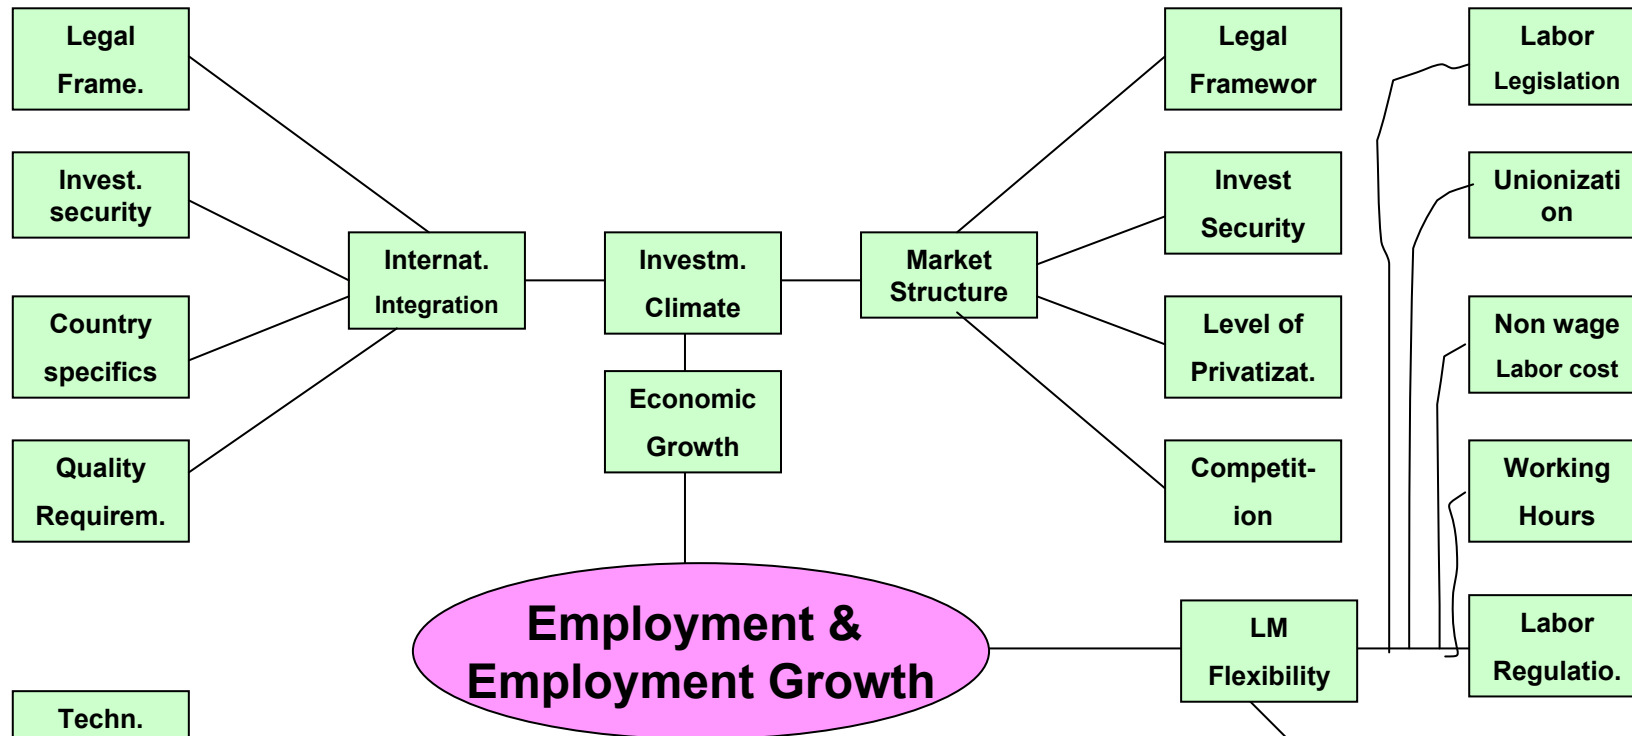 Legal
Frame.
Legal
Framewor
Labor
Legislation
Invest.
security
Invest
Security
Unionizati
on
Internat.
Integration
Investm.
Climate
Market
Structure
Country
specifics
Level of
Privatizat.
Non wage
Labor cost
Economic
Growth
Quality
Requirem.
Competit-
ion
Working
Hours
Employment &
Employment Growth
LM
Flexibility
Labor
Regulatio.
Techn.